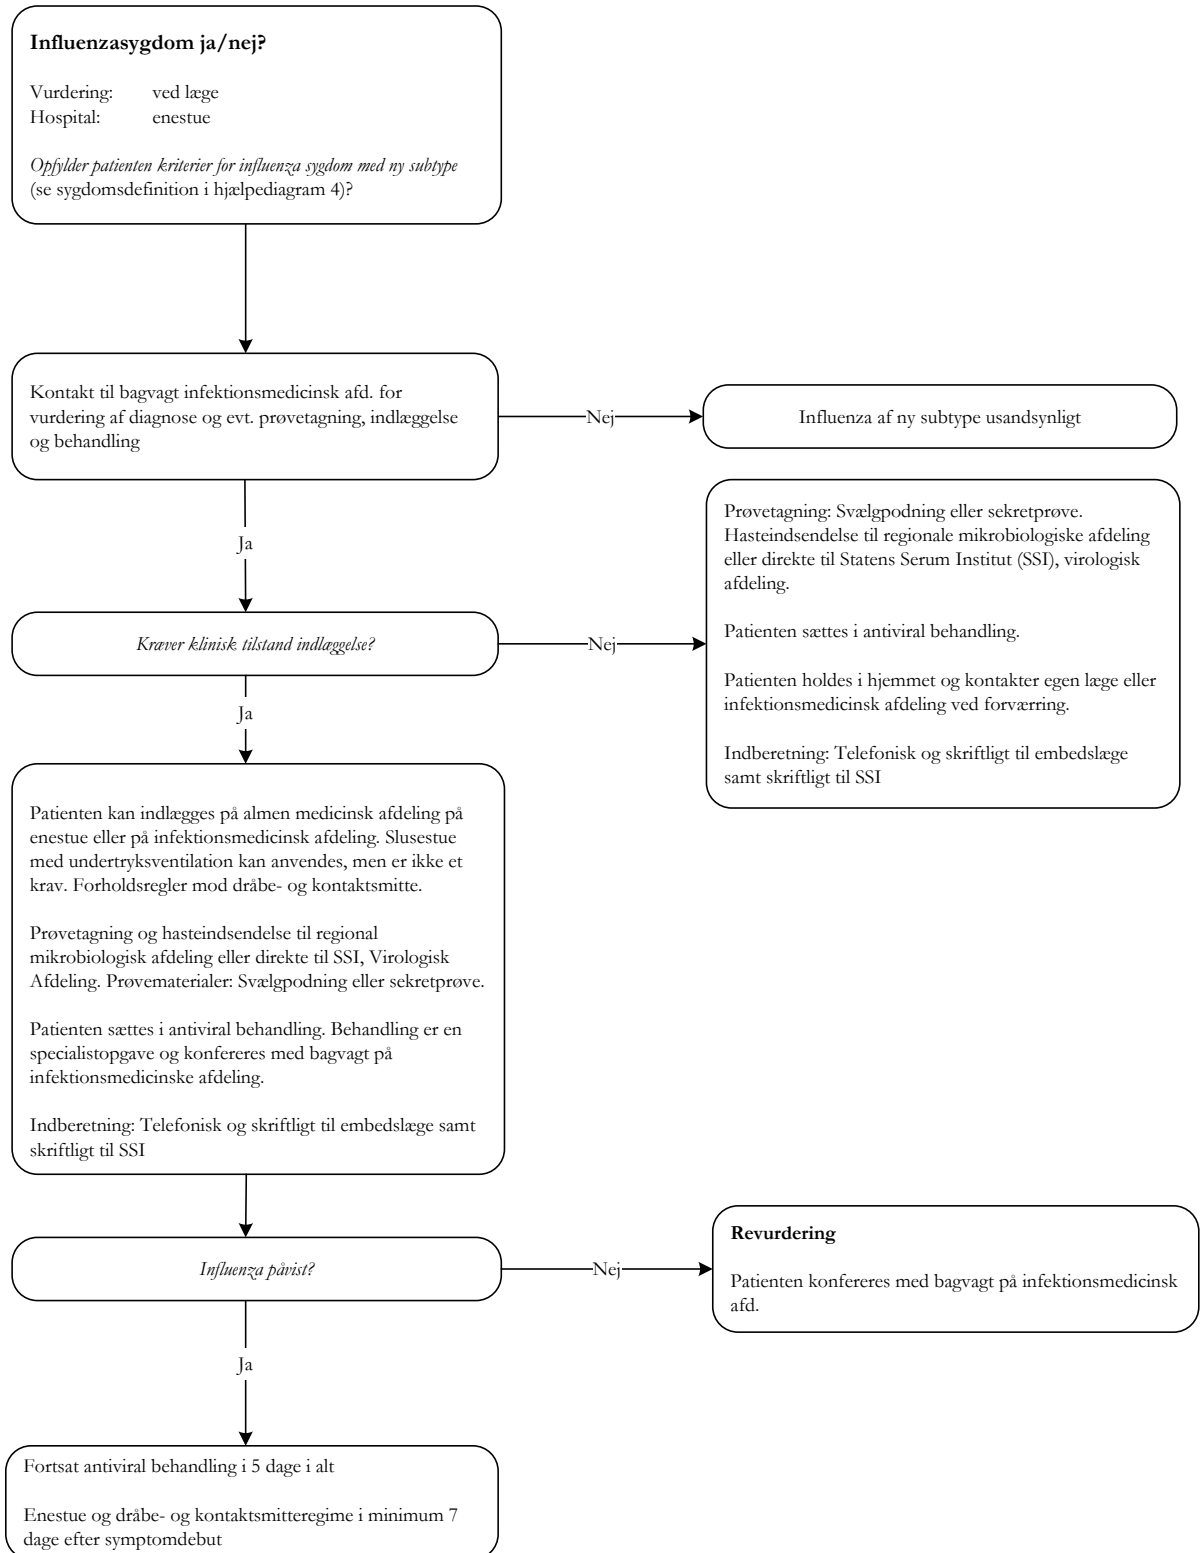 Influenzasygdom ja/nej?
Vurdering: ved læge
Hospital: enestue
Opfylder patienten kriterier for influenza sygdom med ny subtype
(se sygdomsdefinition i hjælpediagram 4)?
Kontakt til bagvagt infektionsmedicinsk afd. for
vurdering af diagnose og evt. prøvetagning, indlæggelse
og behandling
Nej
Influenza af ny subtype usandsynligt
Ja
Kræver klinisk tilstand indlæggelse?
Nej
Prøvetagning: Svælgpodning eller sekretprøve.
Hasteindsendelse til regionale mikrobiologiske afdeling
eller direkte til Statens Serum Institut (SSI), virologisk
afdeling.
Patienten sættes i antiviral behandling.
Patienten holdes i hjemmet og kontakter egen læge eller
infektionsmedicinsk afdeling ved forværring.
Indberetning: Telefonisk og skriftligt til embedslæge
samt skriftligt til SSI
Ja
Patienten kan indlægges på almen medicinsk afdeling på
enestue eller på infektionsmedicinsk afdeling. Slusestue
med undertryksventilation kan anvendes, men er ikke et
krav. Forholdsregler mod dråbe- og kontaktsmitte.
Prøvetagning og hasteindsendelse til regional
mikrobiologisk afdeling eller direkte til SSI, Virologisk
Afdeling. Prøvematerialer: Svælgpodning eller sekretprøve.
Patienten sættes i antiviral behandling. Behandling er en
specialistopgave og konfereres med bagvagt på
infektionsmedicinske afdeling.
Indberetning: Telefonisk og skriftligt til embedslæge samt
skriftligt til SSI
Influenza påvist?
Nej
Revurdering
Patienten konfereres med bagvagt på infektionsmedicinsk
afd.
Ja
Fortsat antiviral behandling i 5 dage i alt
Enestue og dråbe- og kontaktsmitteregime i minimum 7
dage efter symptomdebut